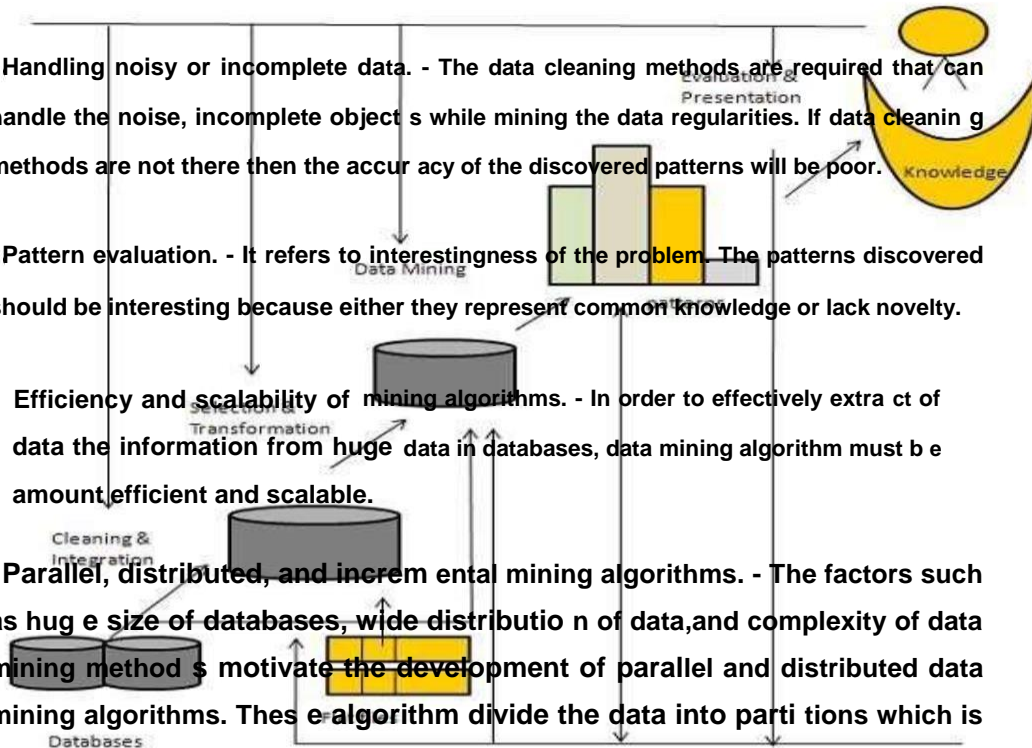 Handling noisy or incomplete data. - The data cleaning methods are required that can
Evaluation &
Presentation
handle the noise, incomplete object s while mining the data regularities. If data cleanin g
methods are not there then the accur acy of the discovered patterns will be poor.
Knowledge
Pattern evaluation. - It refers to interestingness of the problem. The patterns discovered
Data Mining
should be interesting because either they represent common knowledge or lack novelty.
patterns
Efficiency and scalability of mining algorithms. - In order to effectively extra ct of
Selection &
Transformation
data the information from huge data in databases, data mining algorithm must b e
amount,efficient and scalable.
Cleaning &
Integration
Parallel, distributed, and increm ental mining algorithms. - The factors such
as hug e size of databases, wide distributio n of data,and complexity of data
mining method s motivate the development of parallel and distributed data
mining algorithms. Thes e algorithm divide the data into parti tions which is
Databases